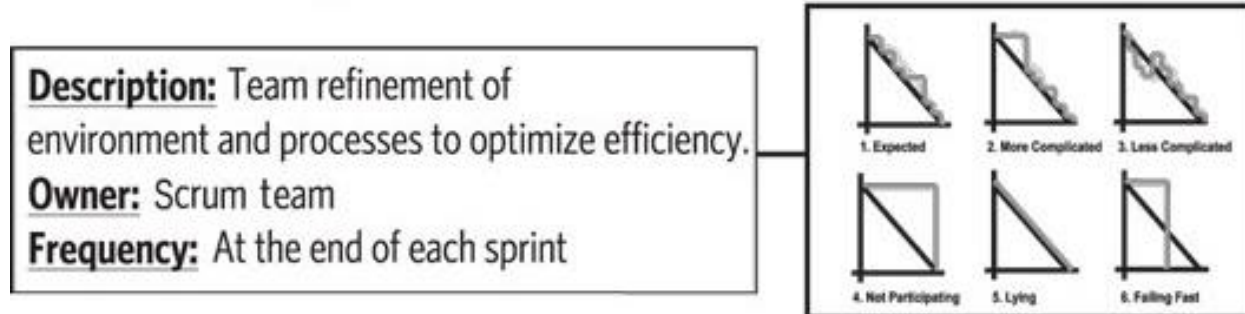 Description: Team refinement of
environment and processes to optimize efficiency.
Owner: Scrum team
Frequency: At the end of each sprint
1. Expected
2. More Complicated
3. Less Complicated
4. Not Participating
5. Lying
6. Failing Fast